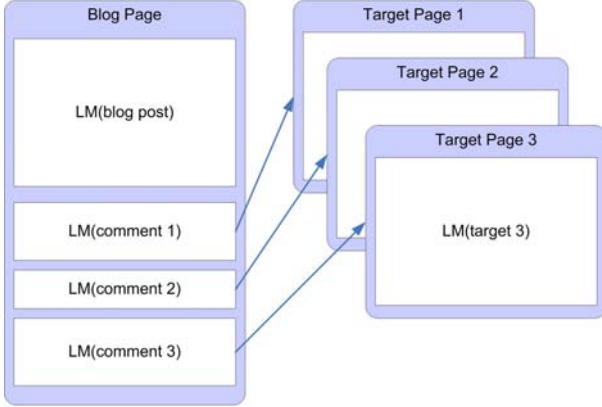 Blog Page
LM(blog post)
LM(comment 1)
LM(comment 2)
LM(comment 3)
Target Page 1
Target Page 2
Target Page 3
LM(target 3)